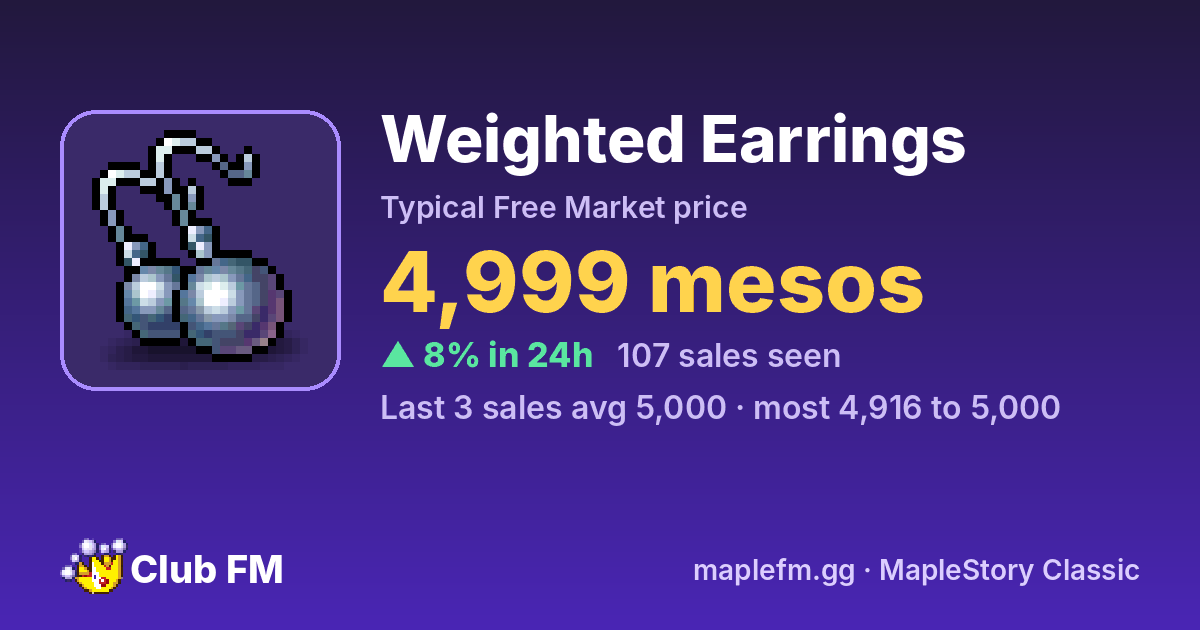 Weighted Earrings
Typical Free Market price
4,999 mesos
▲ 8% in 24h 107 sales seen
Last 3 sales avg 5,000 · most 4,916 to 5,000
Club FM
maplefm.gg · MapleStory Classic